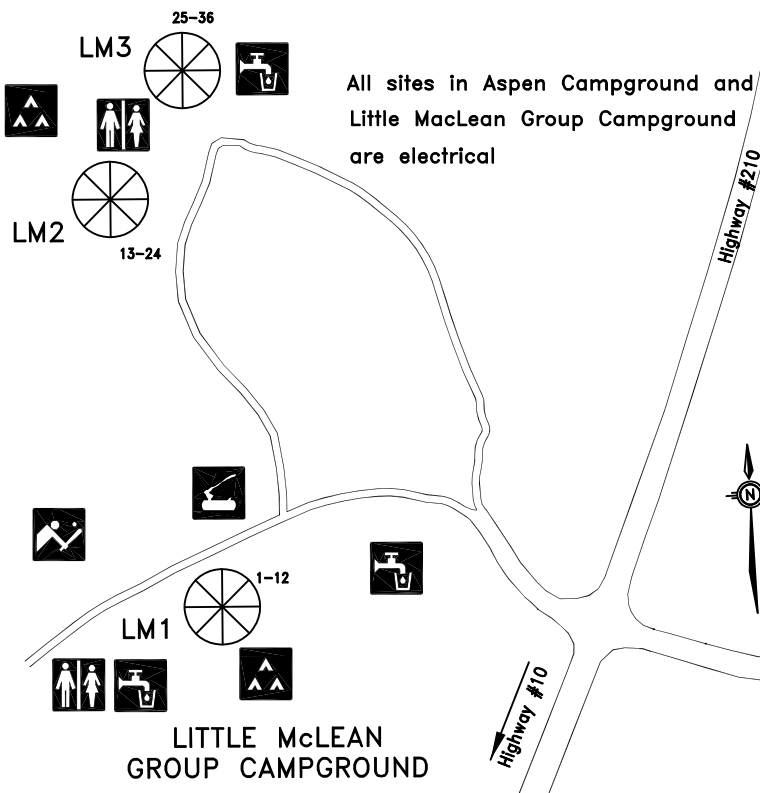 25-36
LM3
All sites in Aspen Campground and
Little MacLean Group Campground
are electrical
Highway #210
LM2
13-24
N
1-12
LM1
Highway #10
LITTLE McLEAN
GROUP CAMPGROUND